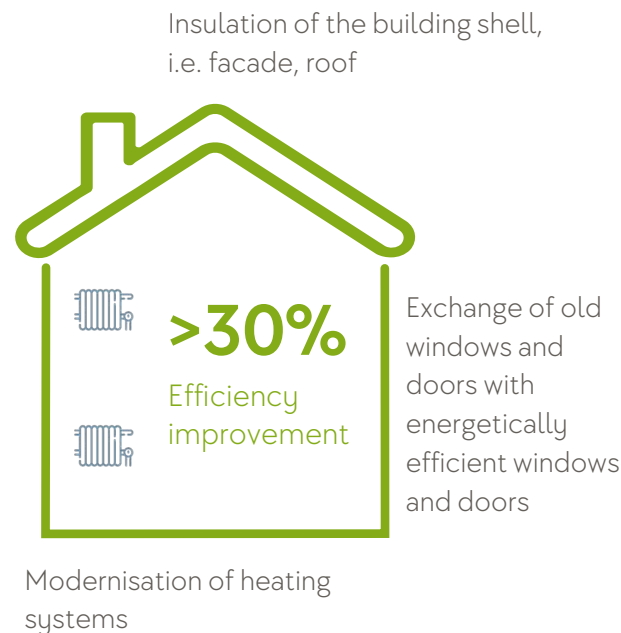 Insulation of the building shell,
i.e. facade, roof
>30%
Efficiency
improvement
Exchange of old
windows and
doors with
energetically
efficient windows
and doors
Modernisation of heating
systems